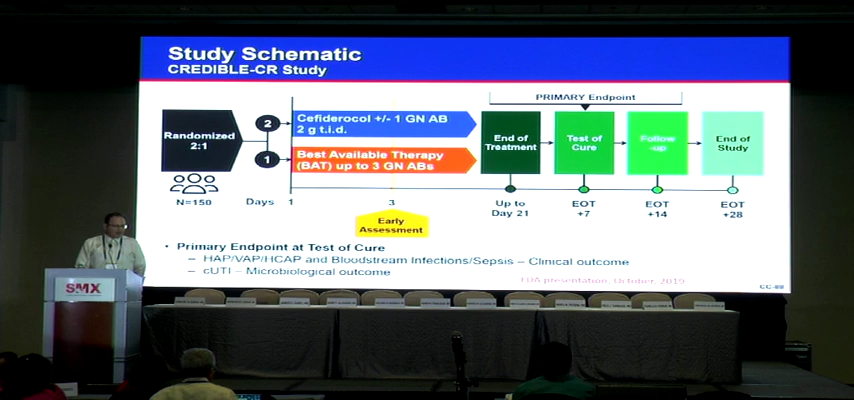 Study Schematic
CREDIBLE-CR Study
PRIMARY Endpoint
Randomized
2:1
2
Cefiderocol +/- 1 GN AB
2 g t.i.d.
1
Best Available Therapy
(BAT) up to 3 GN ABs
End of
Treatment
Test of
Cure
Follow
-up
End of
Study
N=150
Days
1
3
Up to
Day 21
EOT
+7
EOT
+14
EOT
+28
Early
Assessment
• Primary Endpoint at Test of Cure
– HAP/VAP/HCAP and Bloodstream Infections/Sepsis – Clinical outcome
– cUTI – Microbiological outcome
FDA presentation, October, 2019
SMX